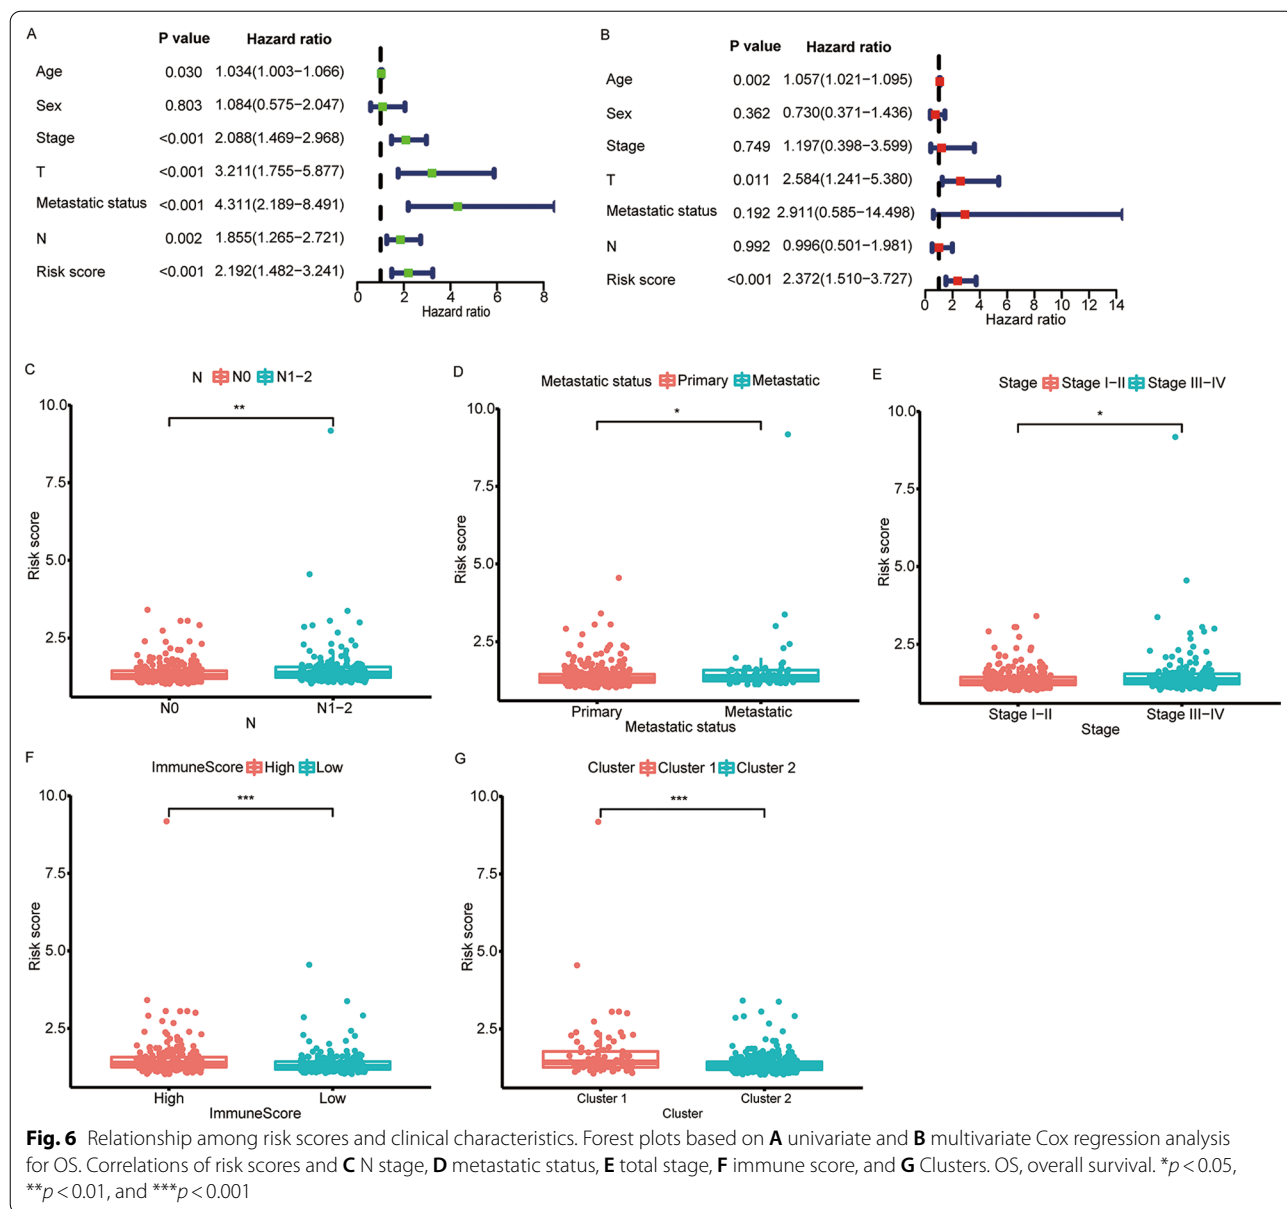 A
P value Hazard ratio
Age 0.030 1.034(1.003−1.066)
Sex 0.803 1.084(0.575−2.047)
Stage <0.001 2.088(1.469−2.968)
T <0.001 3.211(1.755−5.877)
Metastatic status <0.001 4.311(2.189−8.491)
N 0.002 1.855(1.265−2.721)
Risk score <0.001 2.192(1.482−3.241)
0 2 4 6 8
Hazard ratio
B
P value Hazard ratio
Age 0.002 1.057(1.021−1.095)
Sex 0.362 0.730(0.371−1.436)
Stage 0.749 1.197(0.398−3.599)
T 0.011 2.584(1.241−5.380)
Metastatic status 0.192 2.911(0.585−14.498)
N 0.992 0.996(0.501−1.981)
Risk score <0.001 2.372(1.510−3.727)
0 2 4 6 8 10 12 14
Hazard ratio
C
N N0 N1−2
10.0
**
7.5
5.0
2.5
Risk score
N0 N1−2
N
D
Metastatic status Primary Metastatic
10.0
*
7.5
5.0
2.5
Risk score
Primary Metastatic
Metastatic status
E
Stage Stage I−II Stage III−IV
10.0
*
7.5
5.0
2.5
Risk score
Stage I−II Stage III−IV
Stage
F
ImmuneScore High Low
10.0
***
7.5
5.0
2.5
Risk score
High Low
ImmuneScore
G
Cluster Cluster 1 Cluster 2
10.0
***
7.5
5.0
2.5
Risk score
Cluster 1 Cluster 2
Cluster
Fig. 6 Relationship among risk scores and clinical characteristics. Forest plots based on A univariate and B multivariate Cox regression analysis
for OS. Correlations of risk scores and C N stage, D metastatic status, E total stage, F immune score, and G Clusters. OS, overall survival. *p < 0.05,
**p < 0.01, and ***p < 0.001